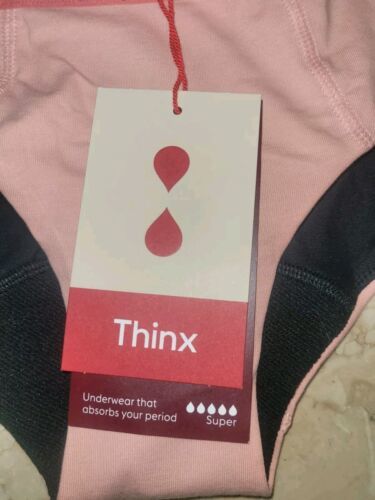 Thinx
Underwear that
absorbs your period
Super